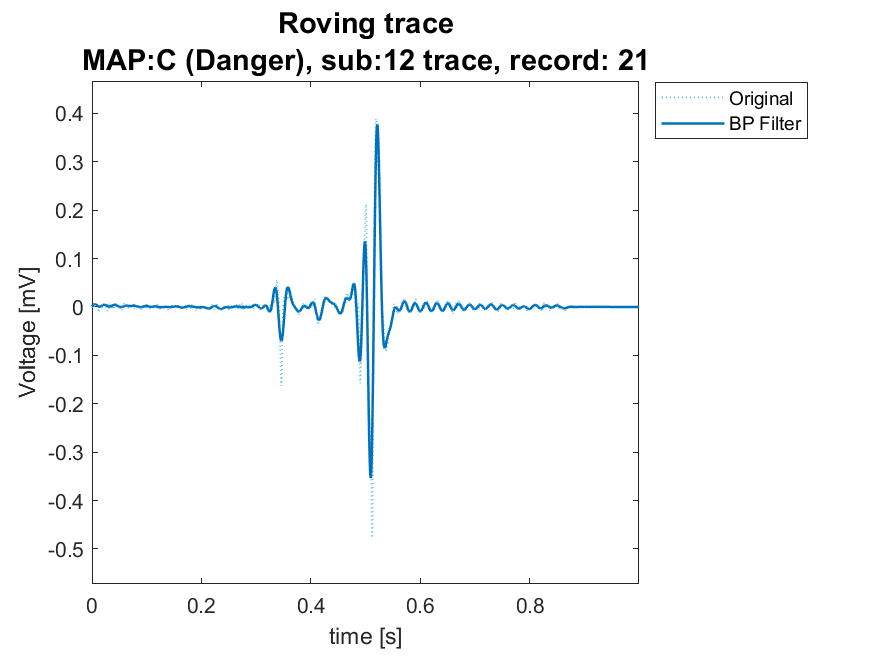 Roving trace
MAP:C (Danger), sub:12 trace, record: 21
Original
BP Filter
0.4
0.3
0.2
0.1
0
-0.1
-0.2
-0.3
-0.4
-0.5
Voltage [mV]
0 0.2 0.4 0.6 0.8
time [s]